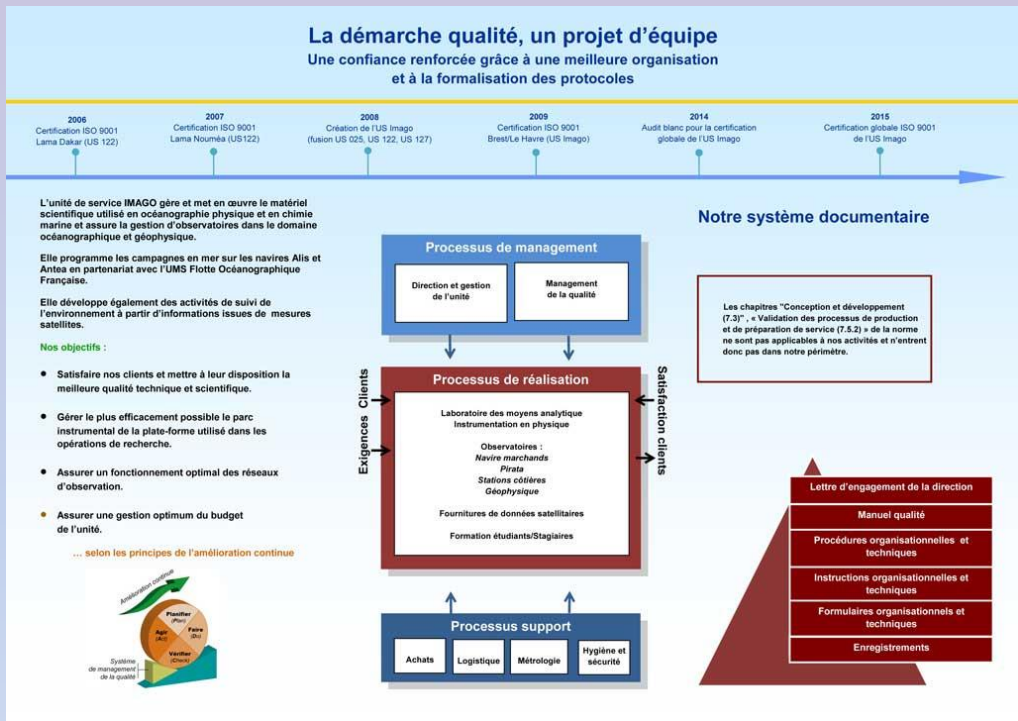 La démarche qualité, un projet d'équipe
Une confiance renforcée grâce à une meilleure organisation
et à la formalisation des protocoles
2006
Certification ISO 9001
Lama Dakar (US 122)
2007
Certification ISO 9001
Lama Nouméa (US122)
2008
Création de l'US Imago
(fusion US 025, US 122, US 127)
2009
Certification ISO 9001
Brest/Le Havre (US Imago)
2014
Audit blanc pour la certification
globale de l'US Imago
2015
Certification globale ISO 9001
de l'US Imago
L'unité de service IMAGO gère et met en œuvre le matériel
scientifique utilisé en océanographie physique et en chimie
marine et assure la gestion d'observatoires dans le domaine
océanographique et géophysique.
Elle programme les campagnes en mer sur les navires Alis et
Antea en partenariat avec l'UMS Flotte Océanographique
Française.
Elle développe également des activités de suivi de
l'environnement à partir d'informations issues de mesures
satellites.
Nos objectifs :
• Satisfaire nos clients et mettre à leur disposition la
meilleure qualité technique et scientifique.
• Gérer le plus efficacement possible le parc
instrumental de la plate-forme utilisé dans les
opérations de recherche.
• Assurer un fonctionnement optimal des réseaux
d'observation.
• Assurer une gestion optimum du budget
de l'unité.
... selon les principes de l'amélioration continue
Amélioration continue
Planifier
(Plan)
Agir
(Act)
Faire
(Do)
Vérifier
(Check)
Système
de management
de la qualité
Processus de management
Direction et gestion
de l'unité
Management
de la qualité
Exigences Clients
Processus de réalisation
Laboratoire des moyens analytique
Instrumentation en physique
Observatoires :
Navire marchands
Pirata
Stations côtières
Géophysique
Fournitures de données satellitaires
Formation étudiants/Stagiaires
Satisfaction clients
Processus support
Achats
Logistique
Métrologie
Hygiène et
sécurité
Notre système documentaire
Les chapitres "Conception et développement
(7.3)" , « Validation des processus de production
et de préparation de service (7.5.2) » de la norme
ne sont pas applicables à nos activités et n'entrent
donc pas dans notre périmètre.
Lettre d'engagement de la direction
Manuel qualité
Procédures organisationnelles et
techniques
Instructions organisationnelles et
techniques
Formulaires organisationnels et
techniques
Enregistrements